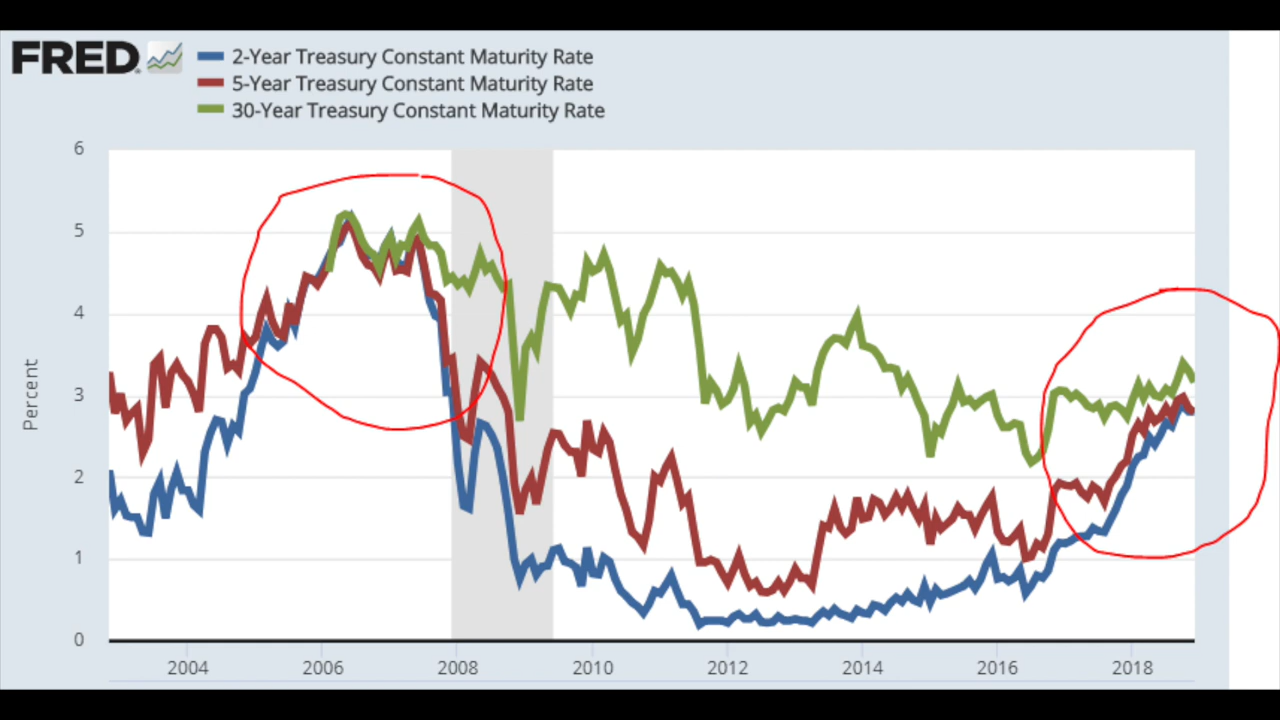 FRED
2-Year Treasury Constant Maturity Rate
5-Year Treasury Constant Maturity Rate
30-Year Treasury Constant Maturity Rate
6
5
4
3
2
1
0
Percent
2004 2006 2008 2010 2012 2014 2016 2018